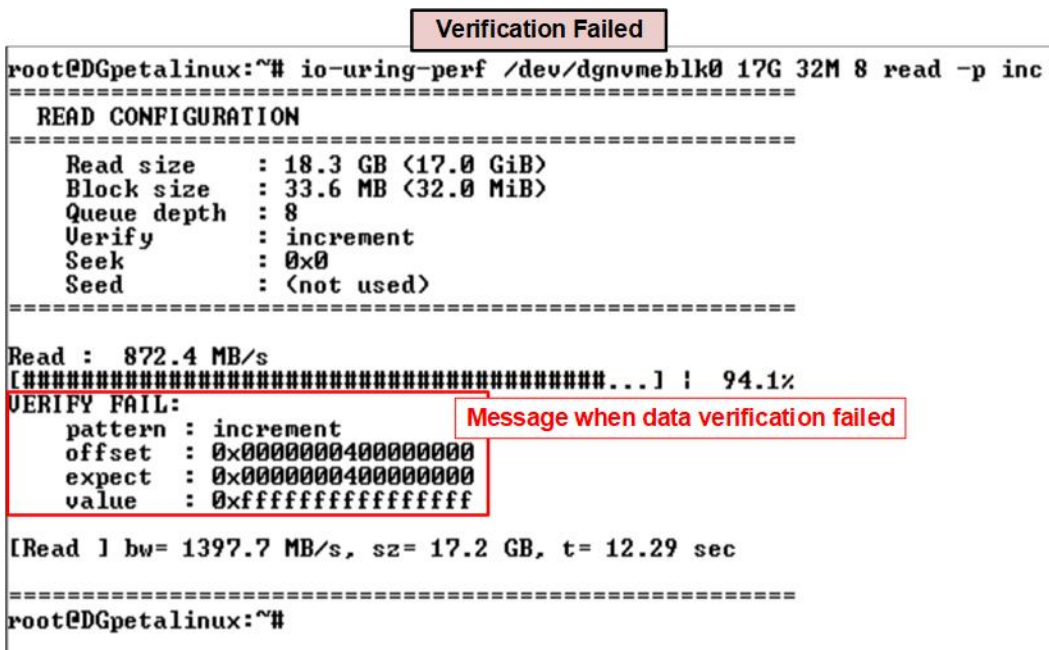 Verification Failed
root@DGpetalinux:~# io-uring-perf /dev/dgnvmeblk0 17G 32M 8 read -p inc
======================================================
READ CONFIGURATION
======================================================
Read size : 18.3 GB (17.0 GiB)
Block size : 33.6 MB (32.0 MiB)
Queue depth : 8
Verify : increment
Seek : 0x0
Seed : (not used)
======================================================
Read : 872.4 MB/s
[########################################...] | 94.1%
VERIFY FAIL:
Message when data verification failed
pattern : increment
offset : 0x0000000400000000
expect : 0x0000000400000000
value : 0xffffffffffffffff
[Read ] bw= 1397.7 MB/s, sz= 17.2 GB, t= 12.29 sec
======================================================
root@DGpetalinux:~#